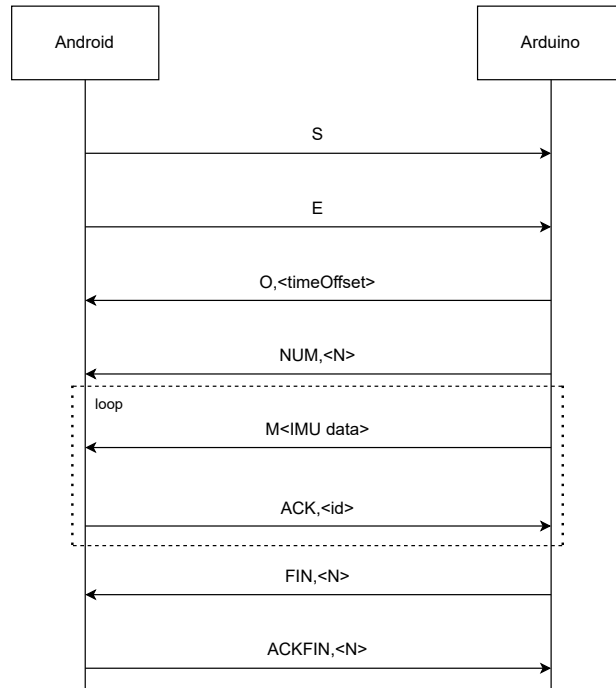 Android
Arduino
S
E
O,<timeOffset>
NUM,<N>
loop
M<IMU data>
ACK,<id>
FIN,<N>
ACKFIN,<N>